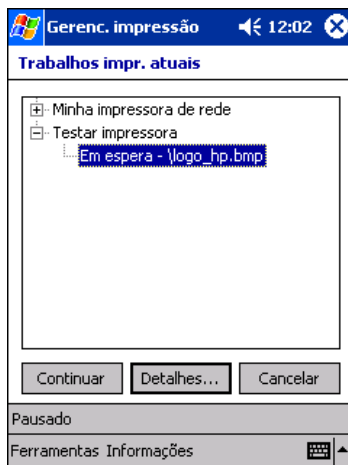 Gerenc. impressão 12:02
Trabalhos impr. atuais
Minha impressora de rede
Testar impressora
Em espera - \logo_hp.bmp
Continuar Detalhes... Cancelar
Pausado
Ferramentas Informações